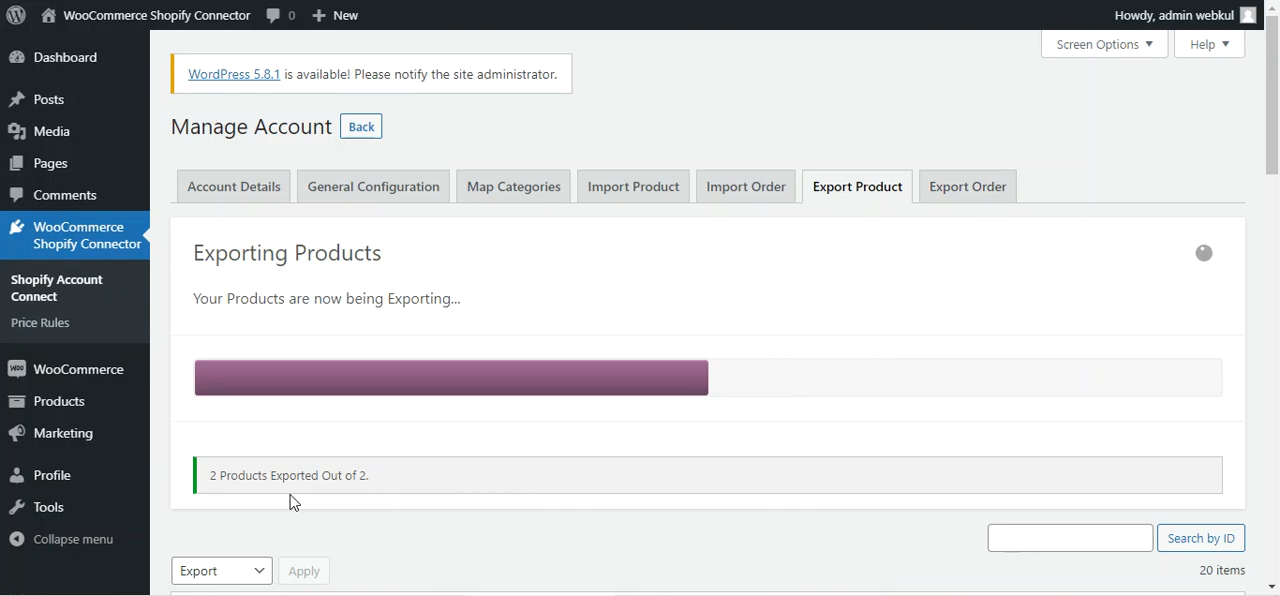 WooCommerce Shopify Connector 0 New Howdy, admin webkul
Screen Options Help
Dashboard
Posts
Media
Pages
Comments
WooCommerce
Shopify Connector
Shopify Account
Connect
Price Rules
Woo WooCommerce
Products
Marketing
Profile
Tools
Collapse menu
WordPress 5.8.1 is available! Please notify the site administrator.
Manage Account Back
Account Details General Configuration Map Categories Import Product Import Order Export Product Export Order
Exporting Products
Your Products are now being Exporting...
2 Products Exported Out of 2.
Search by ID
Export Apply 20 items